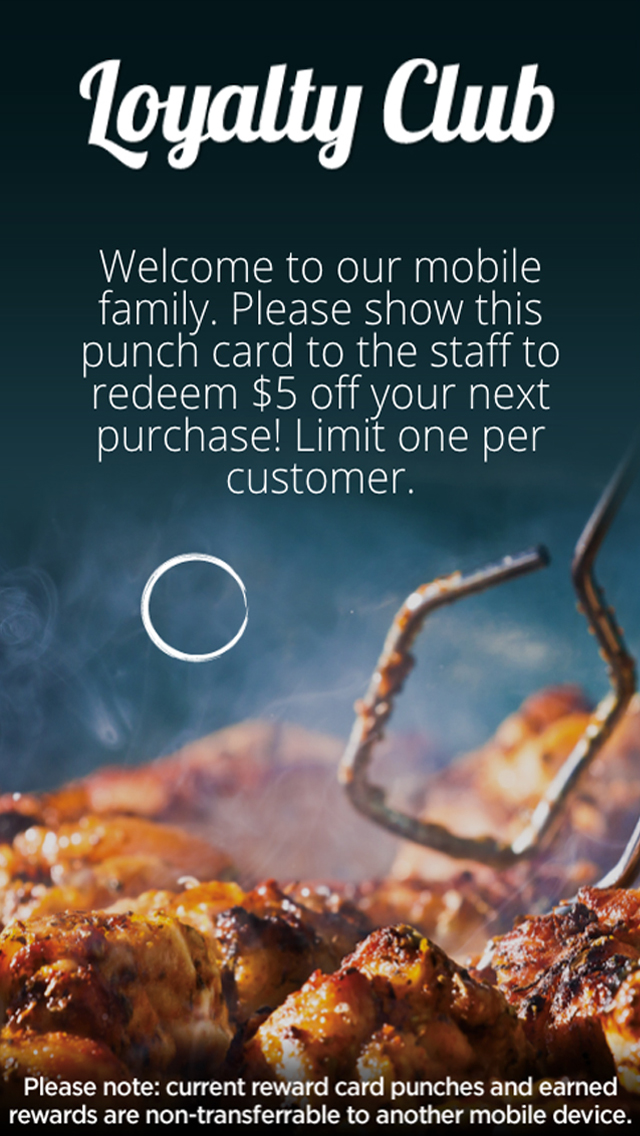 Loyalty Club
Welcome to our mobile
family. Please show this
punch card to the staff to
redeem $5 off your next
purchase! Limit one per
customer.
Please note: current reward card punches and earned
rewards are non-transferrable to another mobile device.